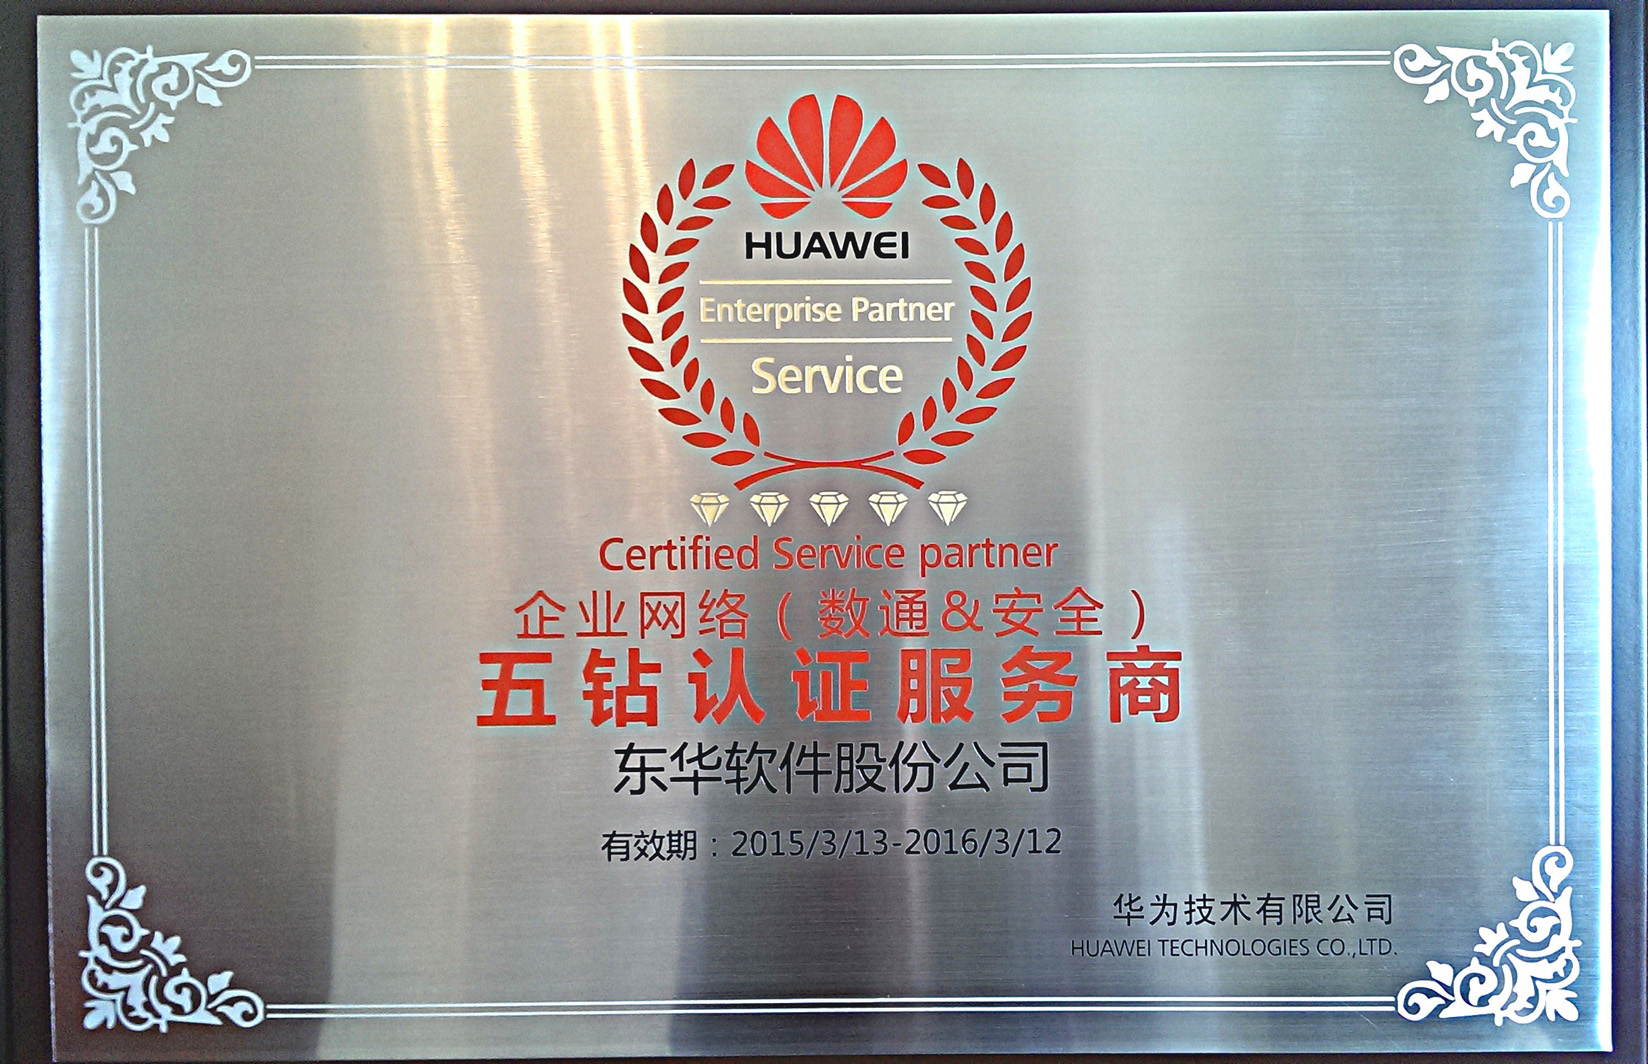 HUAWEI
Enterprise Partner
Service
Certified Service partner
企业网络（数通&安全）
五钻认证服务商
东华软件股份公司
有效期：2015/3/13-2016/3/12
华为技术有限公司
HUAWEI TECHNOLOGIES CO.,LTD.